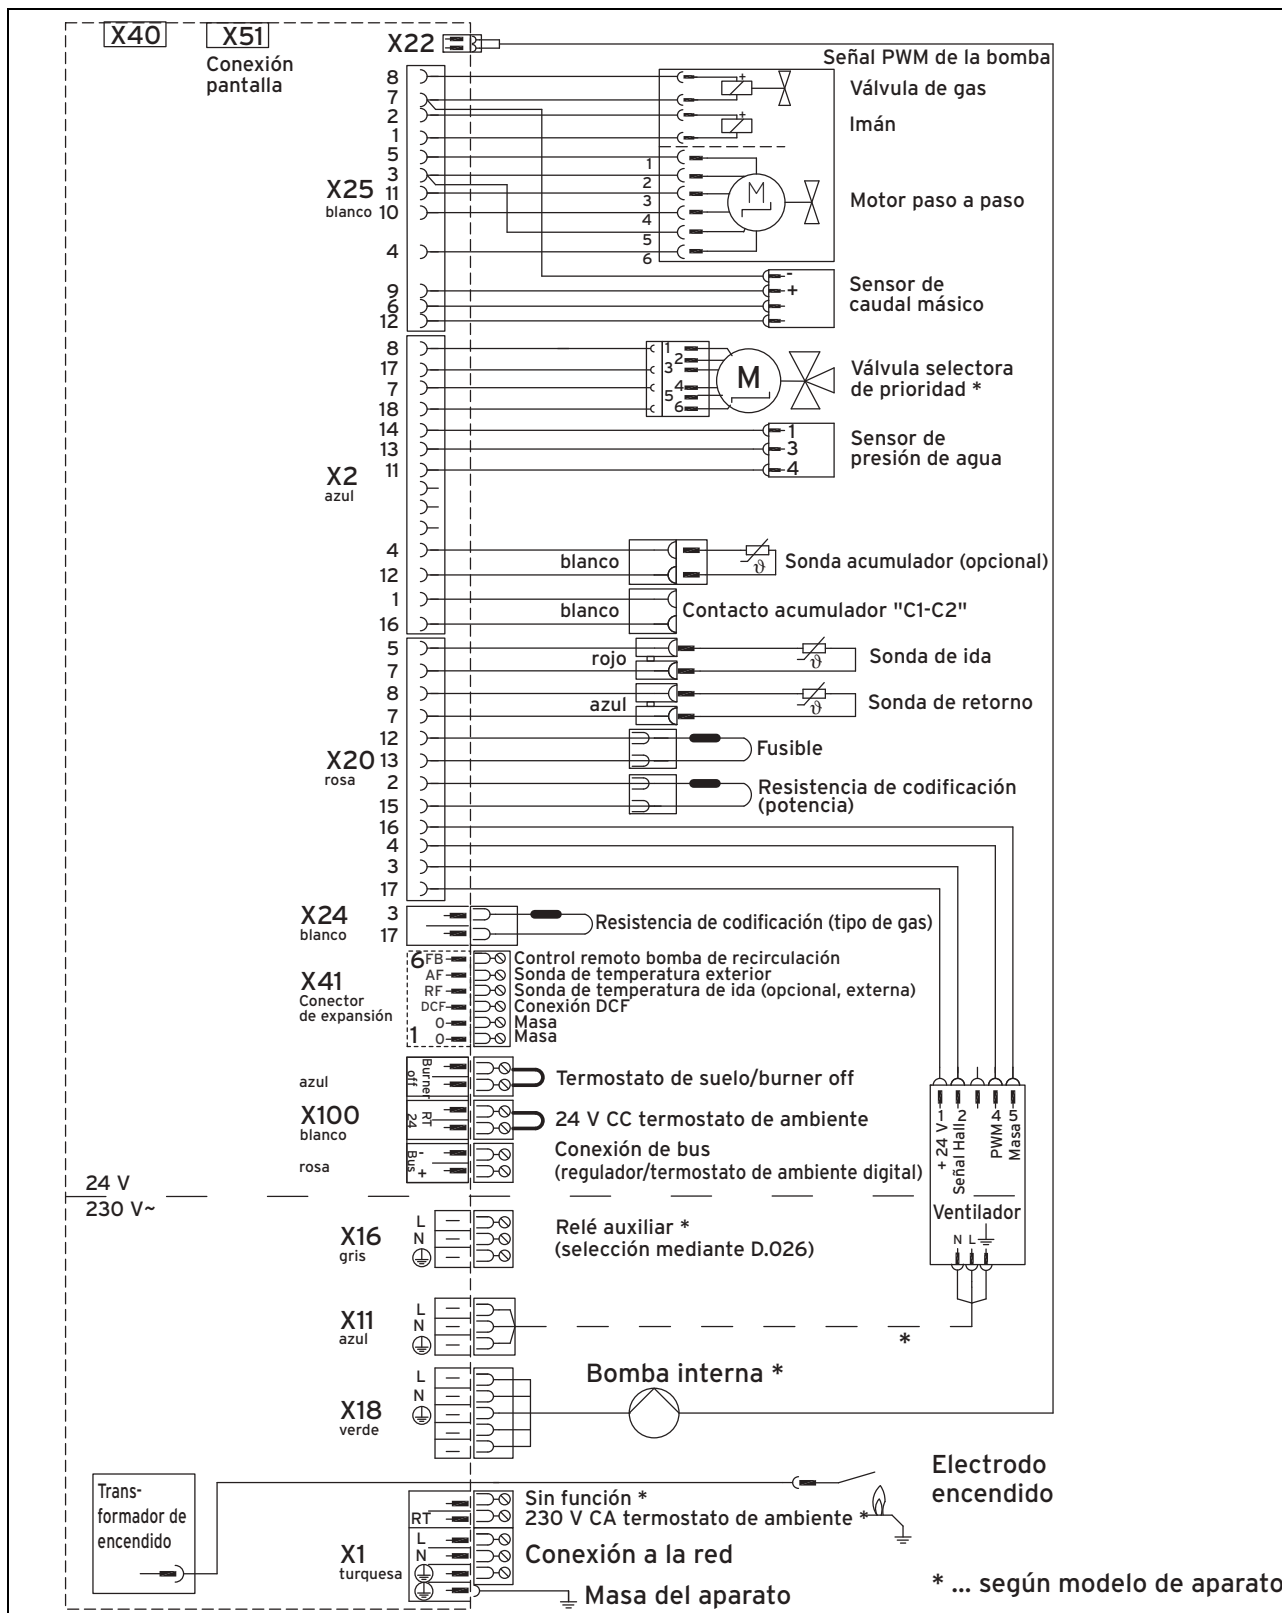 X40 X51 X22
Conexión
pantalla
Señal PWM de la bomba
8
7
2
1
5
3
11
10
4
9
6
12
X25
blanco
+
Válvula de gas
+
Imán
1
2
3
4
5
6
M
Motor paso a paso
-
+
Sensor de
caudal másico
8
17
7
18
14
13
11
4
12
1
16
X2
azul
1
2
3
4
5
6
M
Válvula selectora
de prioridad *
1
3
4
Sensor de
presión de agua
blanco ϑ Sonda acumulador (opcional)
blanco Contacto acumulador "C1-C2"
5
7
8
7
12
13
2
15
16
4
3
17
X20
rosa
rojo ϑ Sonda de ida
azul ϑ Sonda de retorno
Fusible
Resistencia de codificación
(potencia)
X24
blanco
3
17
Resistencia de codificación (tipo de gas)
X41
Conector
de expansión
6 FB Control remoto bomba de recirculación
AF Sonda de temperatura exterior
RF Sonda de temperatura de ida (opcional, externa)
DCF Conexión DCF
0 Masa
1 0 Masa
azul Burner off Termostato de suelo/burner off
X100
blanco RT 24 24 V CC termostato de ambiente
rosa Bus - + Conexión de bus
(regulador/termostato de ambiente digital)
1 2 4 5
+ 24 V
Señal Hall
PWM
Masa
Ventilador
N L
24 V
230 V~
X16
gris
L
N
Relé auxiliar *
(selección mediante D.026)
X11
azul
L
N
*
X18
verde
L
N
Bomba interna *
Electrodo
encendido
Trans-
formador de
encendido
X1
turquesa
Sin función *
RT 230 V CA termostato de ambiente *
L
N
Conexión a la red
Masa del aparato
* ... según modelo de aparato